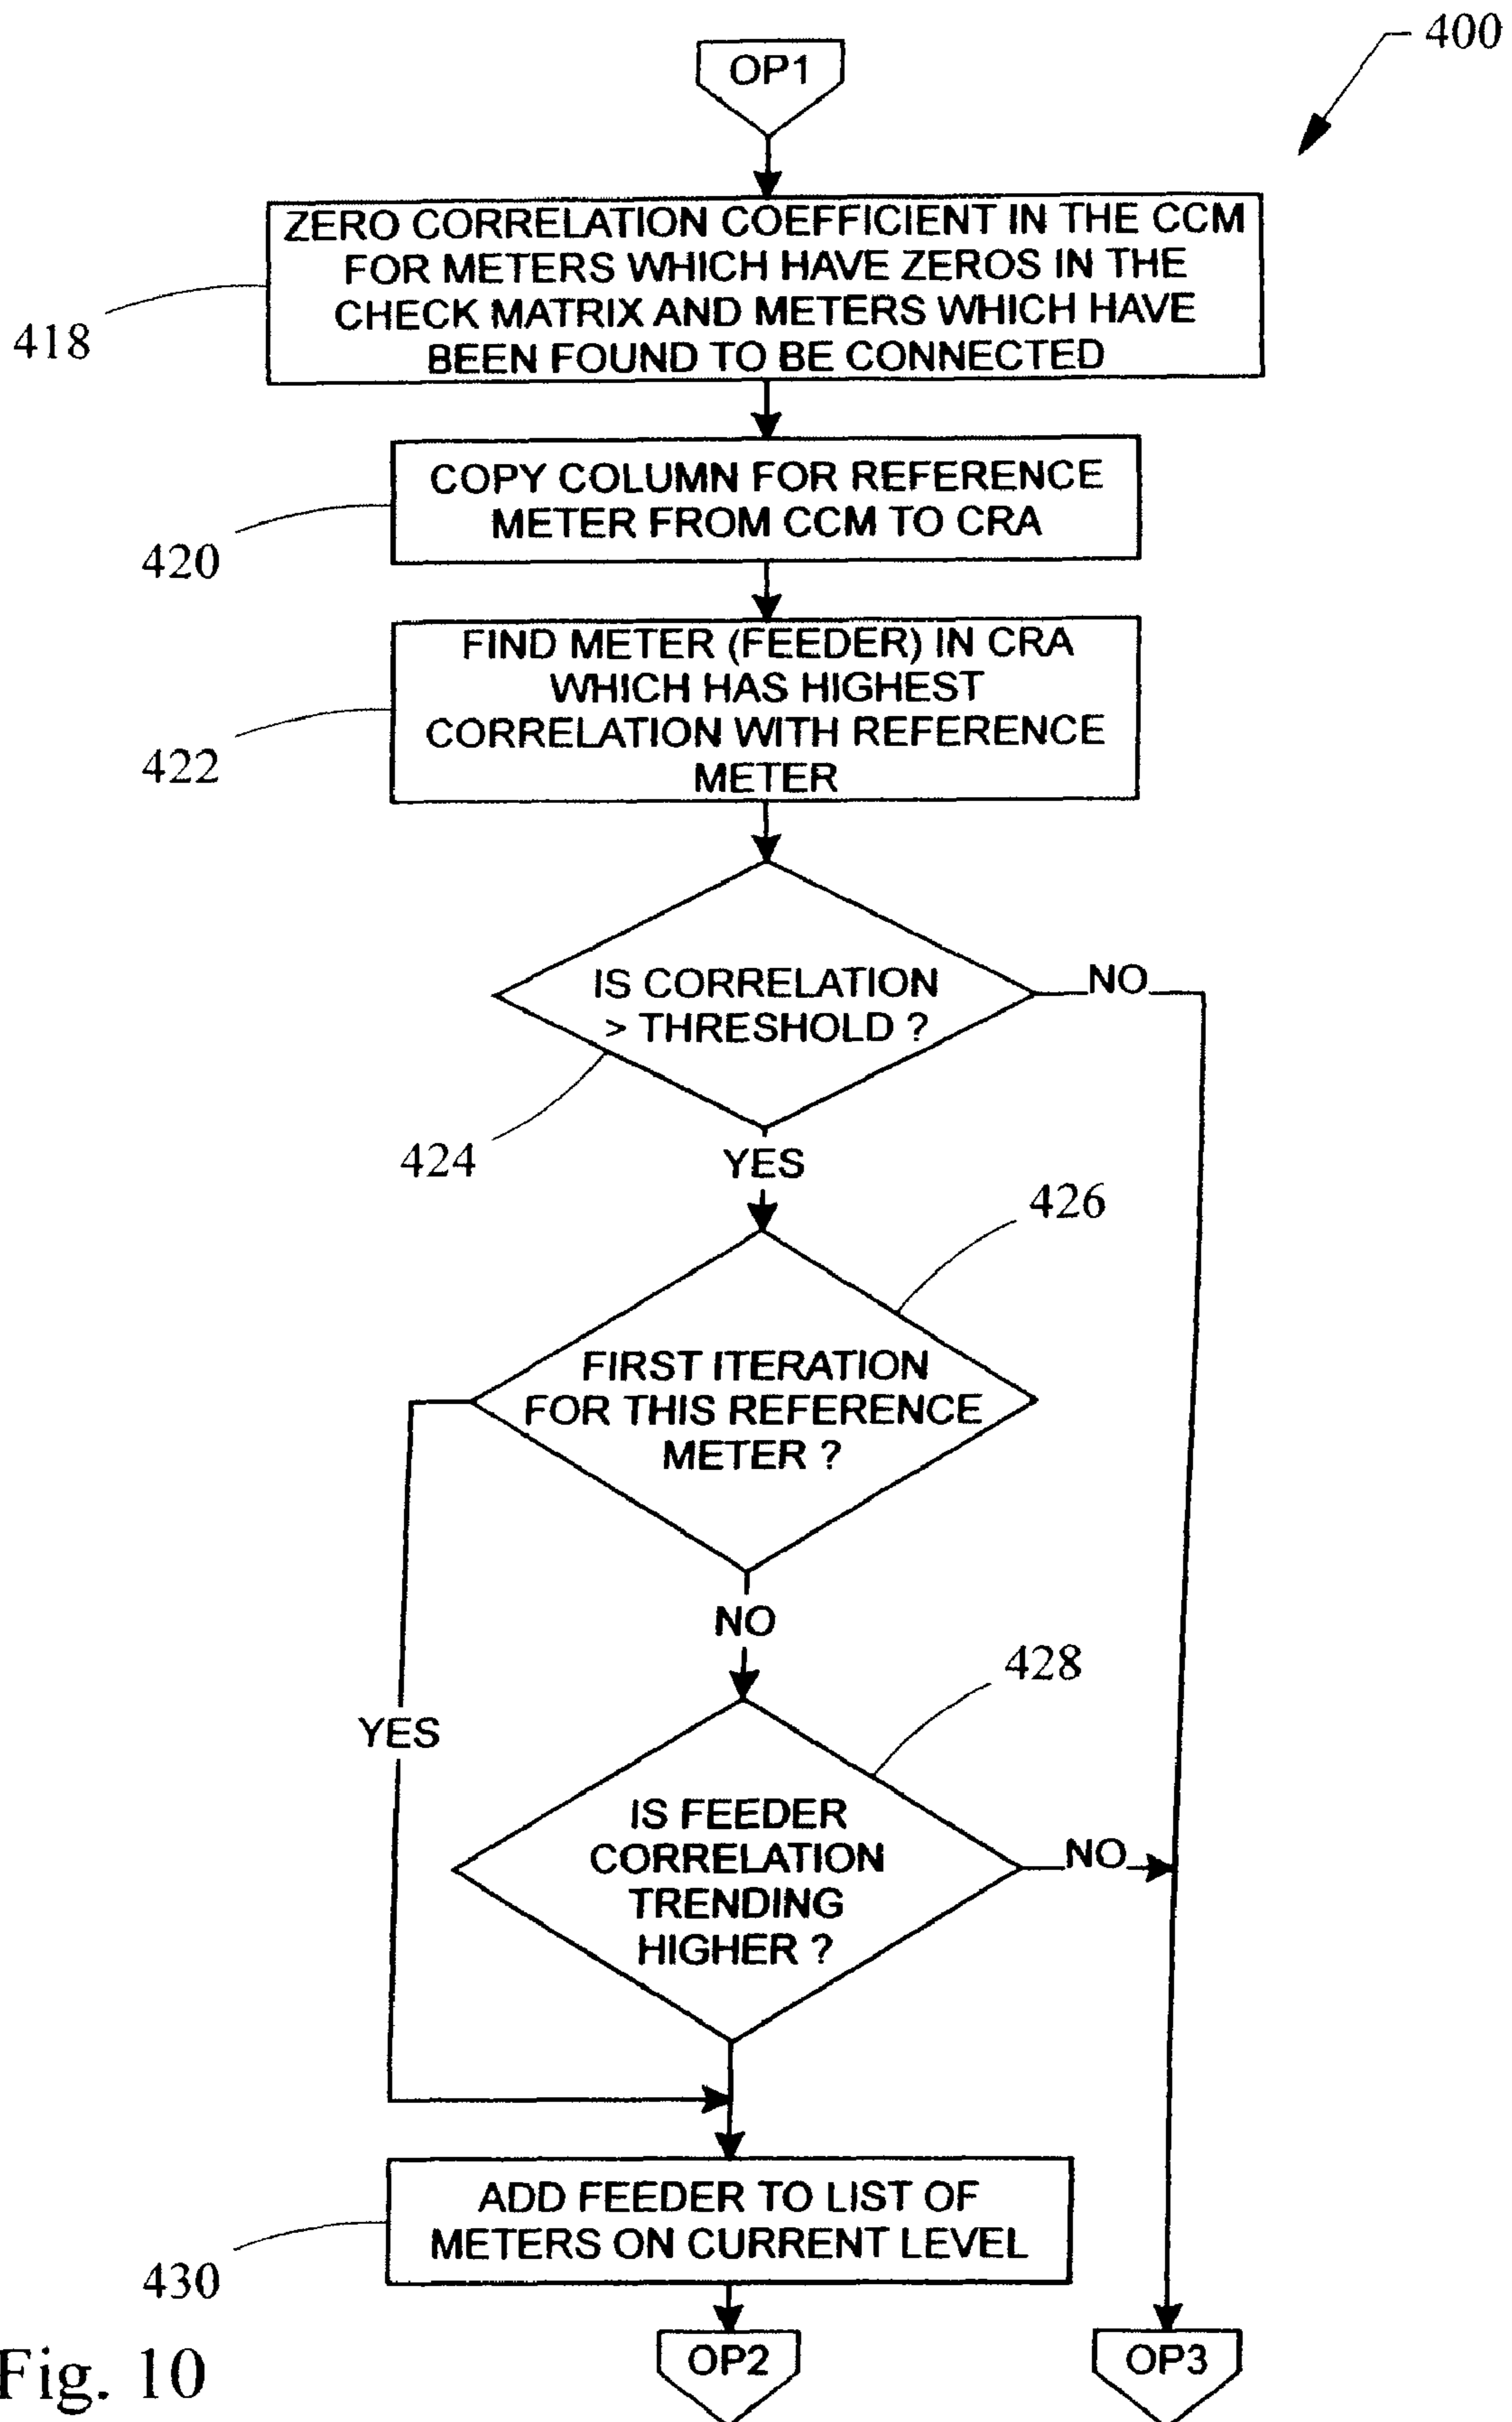 400
OP1
ZERO CORRELATION COEFFICIENT IN THE CCM
FOR METERS WHICH HAVE ZEROS IN THE
CHECK MATRIX AND METERS WHICH HAVE
BEEN FOUND TO BE CONNECTED
418
COPY COLUMN FOR REFERENCE
METER FROM CCM TO CRA
420
FIND METER (FEEDER) IN CRA
WHICH HAS HIGHEST
CORRELATION WITH REFERENCE
METER
422
IS CORRELATION
> THRESHOLD ?
NO
424
YES
426
FIRST ITERATION
FOR THIS REFERENCE
METER ?
NO
428
YES
IS FEEDER
CORRELATION
TRENDING
HIGHER ?
NO
ADD FEEDER TO LIST OF
METERS ON CURRENT LEVEL
430
OP2
OP3
Fig. 10